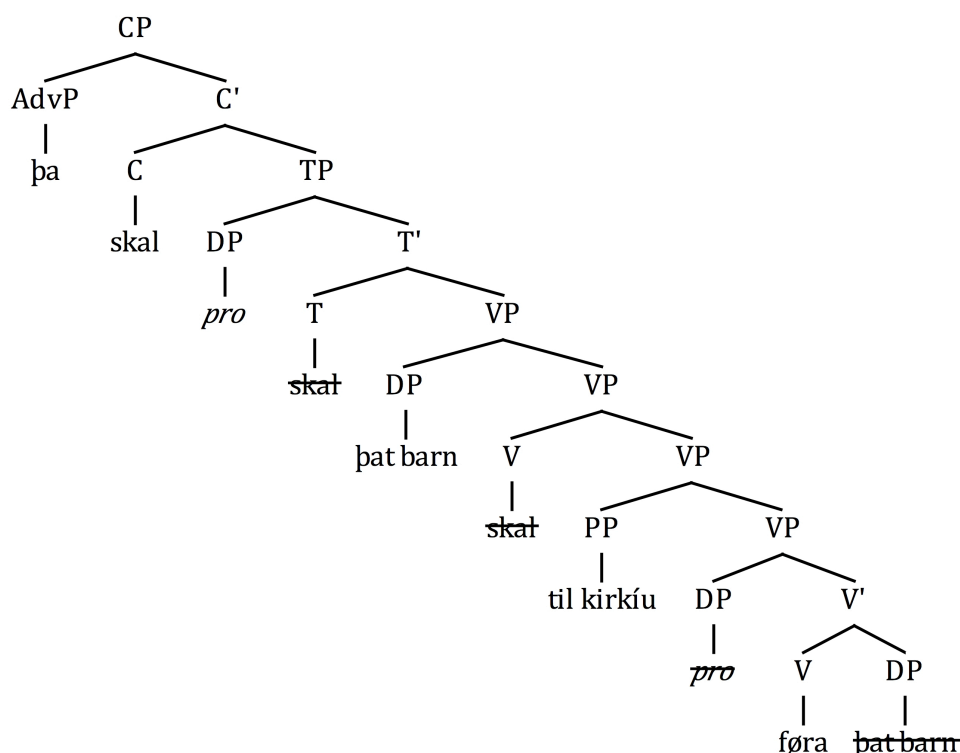 CP
AdvP C'
þa C TP
skal DP T'
pro T VP
skal DP VP
þat barn V VP
skal PP VP
til kirkíu DP V'
pro V DP
føra þat barn